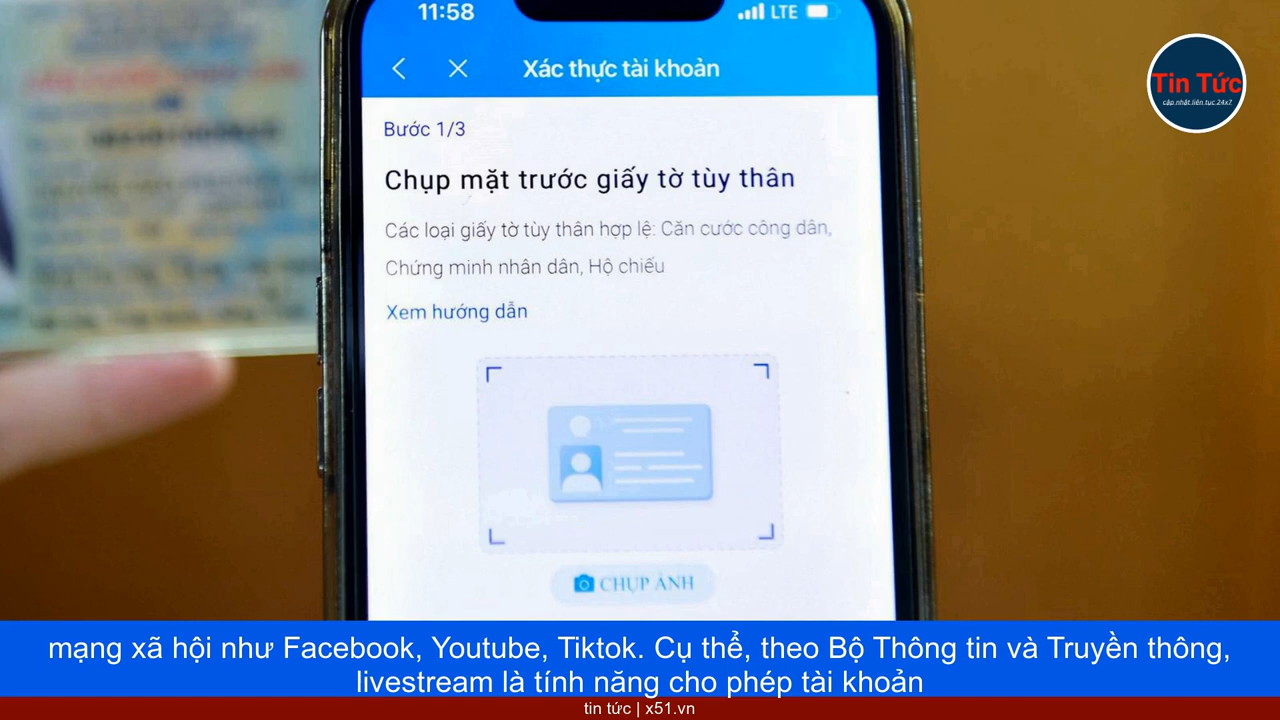 11:58
LTE
Xác thực tài khoản
Tin Tức
cập nhật liên tục 24x7
Bước 1/3
Chụp mặt trước giấy tờ tùy thân
Các loại giấy tờ tùy thân hợp lệ: Căn cước công dân,
Chứng minh nhân dân, Hộ chiếu
Xem hướng dẫn
CHỤP ẢNH
mạng xã hội như Facebook, Youtube, Tiktok. Cụ thể, theo Bộ Thông tin và Truyền thông,
livestream là tính năng cho phép tài khoản
tin tức | x51.vn